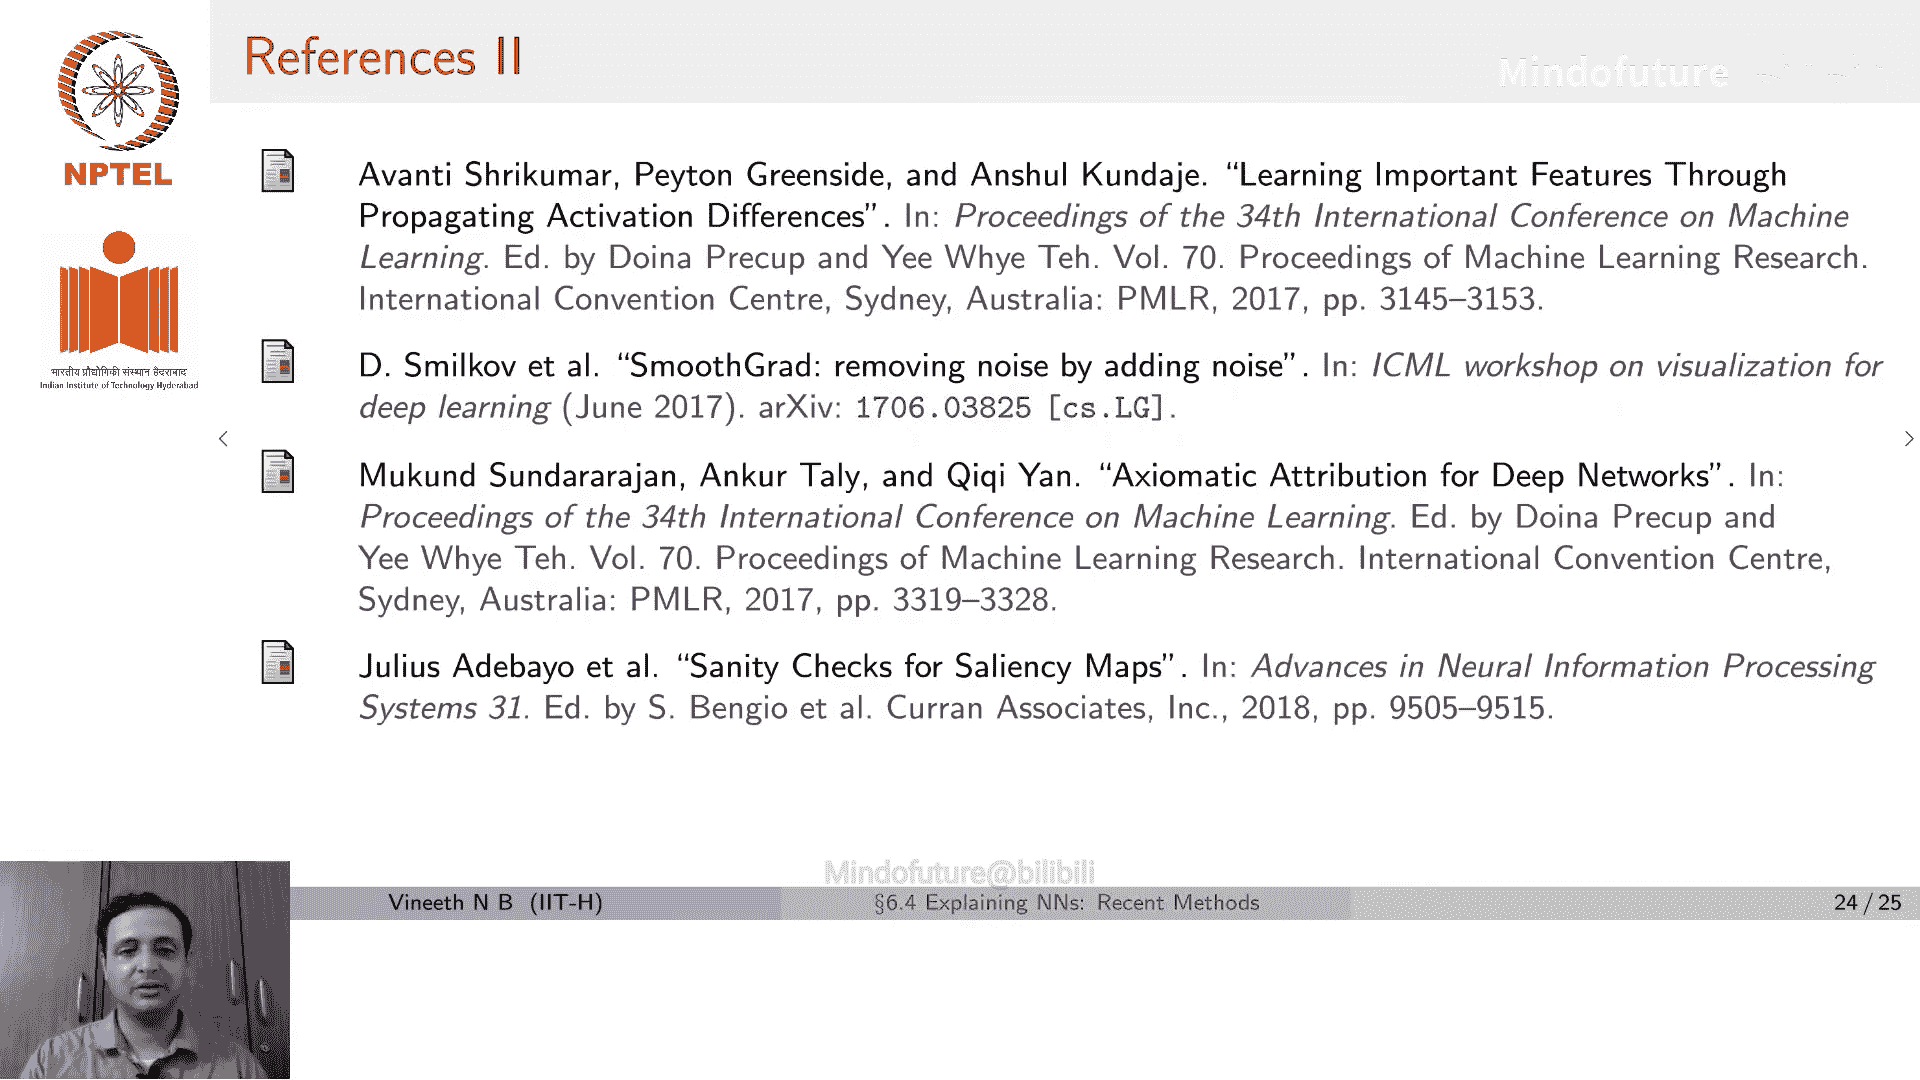 References II
Mindofuture
NPTEL
Avanti Shrikumar, Peyton Greenside, and Anshul Kundaje. “Learning Important Features Through
Propagating Activation Differences”. In: Proceedings of the 34th International Conference on Machine
Learning. Ed. by Doina Precup and Yee Whye Teh. Vol. 70. Proceedings of Machine Learning Research.
International Convention Centre, Sydney, Australia: PMLR, 2017, pp. 3145–3153.
भारतीय प्रौद्योगिकी संस्थान हैदराबाद
Indian Institute of Technology Hyderabad
D. Smilkov et al. “SmoothGrad: removing noise by adding noise”. In: ICML workshop on visualization for
deep learning (June 2017). arXiv: 1706.03825 [cs.LG].
Mukund Sundararajan, Ankur Taly, and Qiqi Yan. “Axiomatic Attribution for Deep Networks”. In:
Proceedings of the 34th International Conference on Machine Learning. Ed. by Doina Precup and
Yee Whye Teh. Vol. 70. Proceedings of Machine Learning Research. International Convention Centre,
Sydney, Australia: PMLR, 2017, pp. 3319–3328.
Julius Adebayo et al. “Sanity Checks for Saliency Maps”. In: Advances in Neural Information Processing
Systems 31. Ed. by S. Bengio et al. Curran Associates, Inc., 2018, pp. 9505–9515.
Mindofuture@bilibili
Vineeth N B (IIT-H)
§6.4 Explaining NNs: Recent Methods
24 / 25